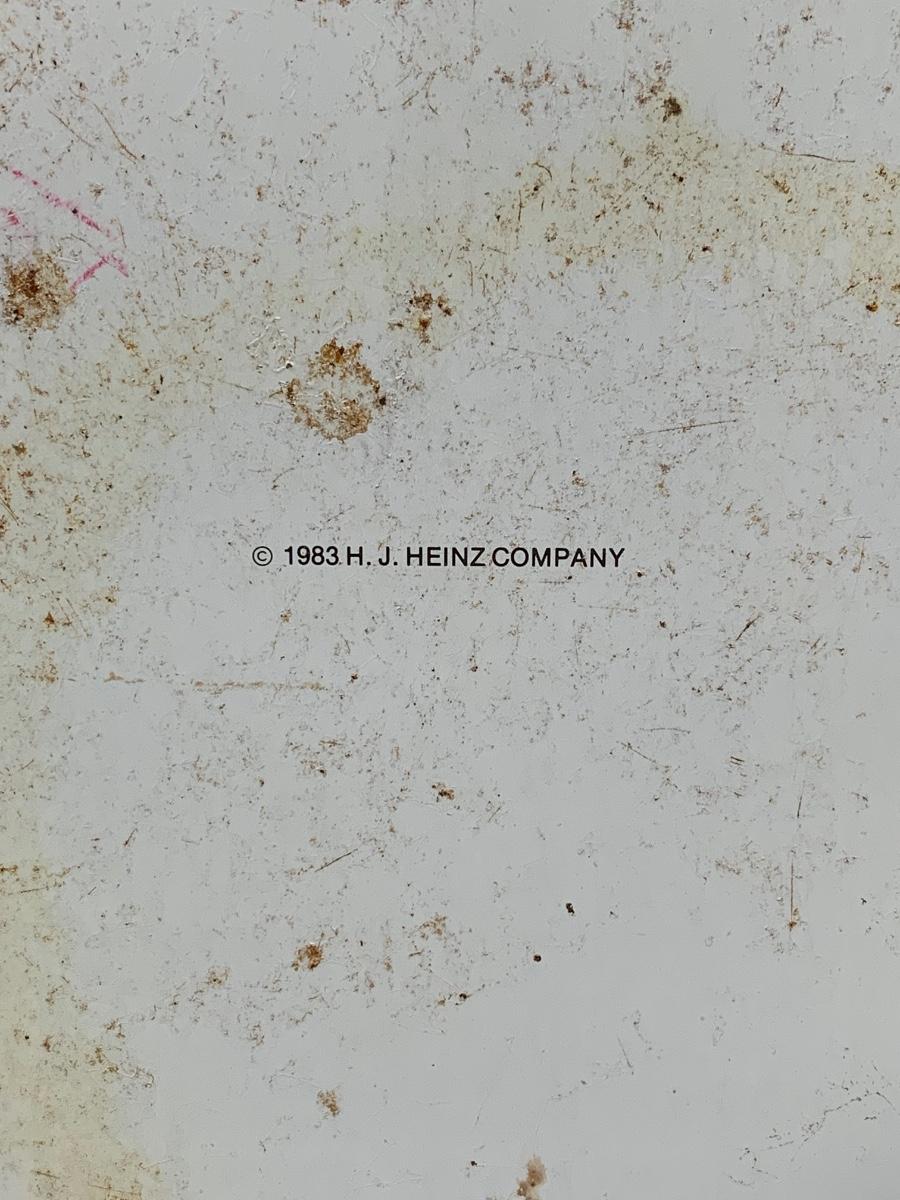 © 1983 H. J. HEINZ COMPANY